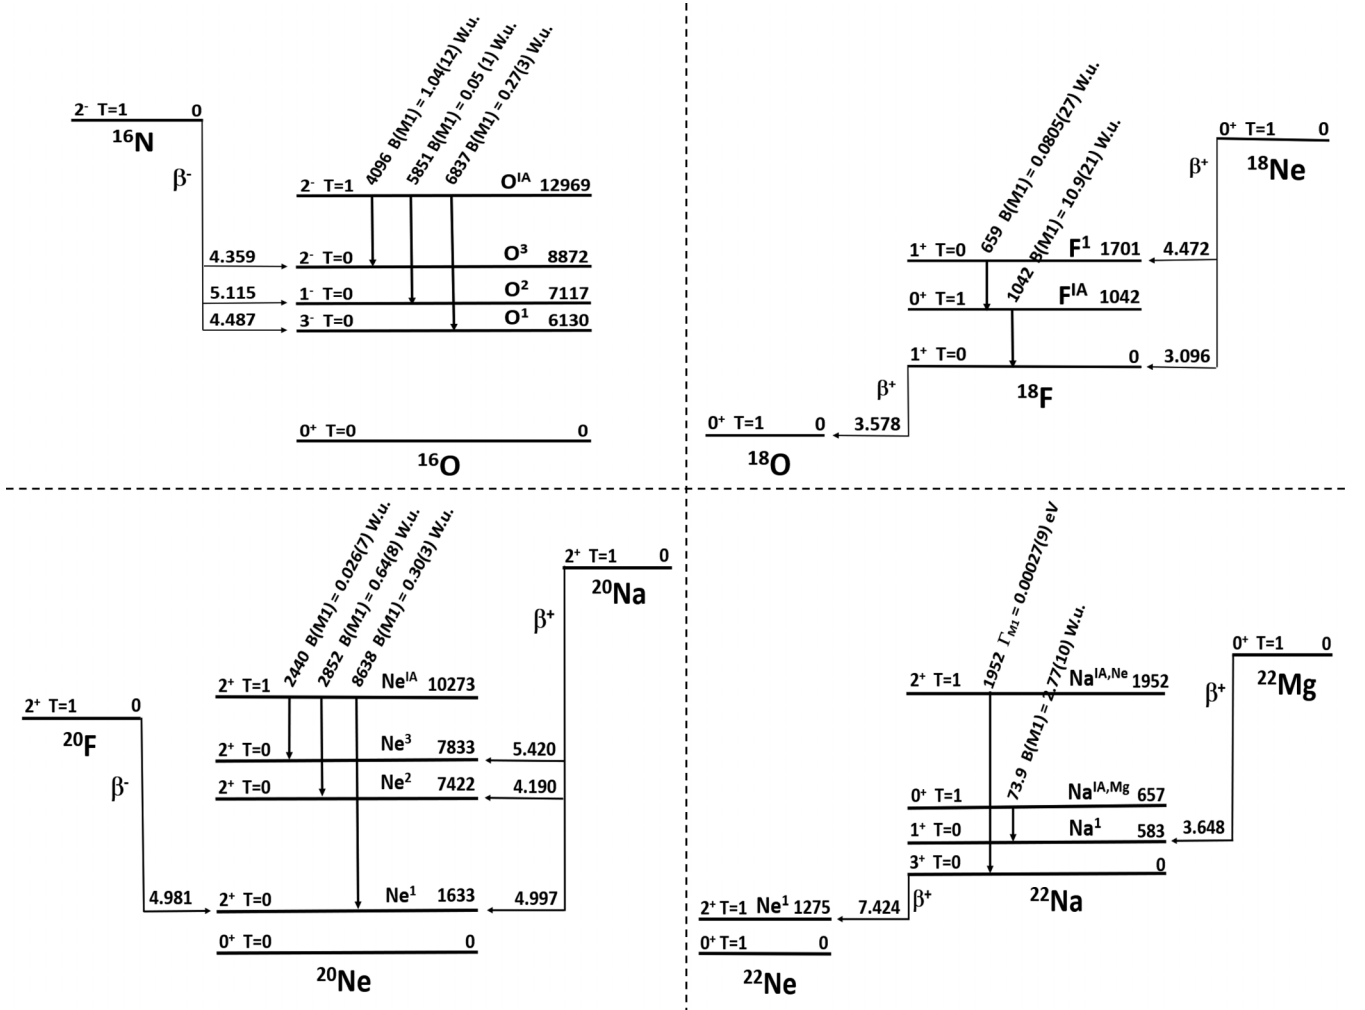 4096 B(M1) = 1.04(12) W.u.
5851 B(M1) = 0.05 (1) W.u.
6837 B(M1) = 0.27(3) W.u.
2⁻ T=1 0
¹⁶N
β⁻
2⁻ T=1 Oᴵᴬ 12969
4.359
2⁻ T=0 O³ 8872
5.115
1⁻ T=0 O² 7117
4.487
3⁻ T=0 O¹ 6130
0⁺ T=0 0
¹⁶O
659 B(M1) = 0.0805(27) W.u.
1042 B(M1) = 10.9(21) W.u.
0⁺ T=1 0
¹⁸Ne
β⁺
1⁺ T=0 F¹ 1701
4.472
0⁺ T=1 Fᴵᴬ 1042
1⁺ T=0 0
3.096
¹⁸F
β⁺
3.578
0⁺ T=1 0
¹⁸O
2440 B(M1) = 0.026(7) W.u.
2852 B(M1) = 0.64(8) W.u.
8638 B(M1) = 0.30(3) W.u.
2⁺ T=1 0
²⁰Na
β⁺
2⁺ T=1 Neᴵᴬ 10273
2⁺ T=1 0
²⁰F
β⁻
2⁺ T=0 Ne³ 7833
5.420
2⁺ T=0 Ne² 7422
4.190
4.981
2⁺ T=0 Ne¹ 1633
4.997
0⁺ T=0 0
²⁰Ne
1952 Γ_M1 = 0.00027(9) eV
73.9 B(M1) = 2.77(10) W.u.
0⁺ T=1 0
²²Mg
β⁺
2⁺ T=1 Naᴵᴬ,ᴺᵉ 1952
0⁺ T=1 Naᴵᴬ,ᴹᵍ 657
1⁺ T=0 Na¹ 583
3.648
3⁺ T=0 0
²²Na
β⁺
7.424
2⁺ T=1 Ne¹ 1275
0⁺ T=1 0
²²Ne